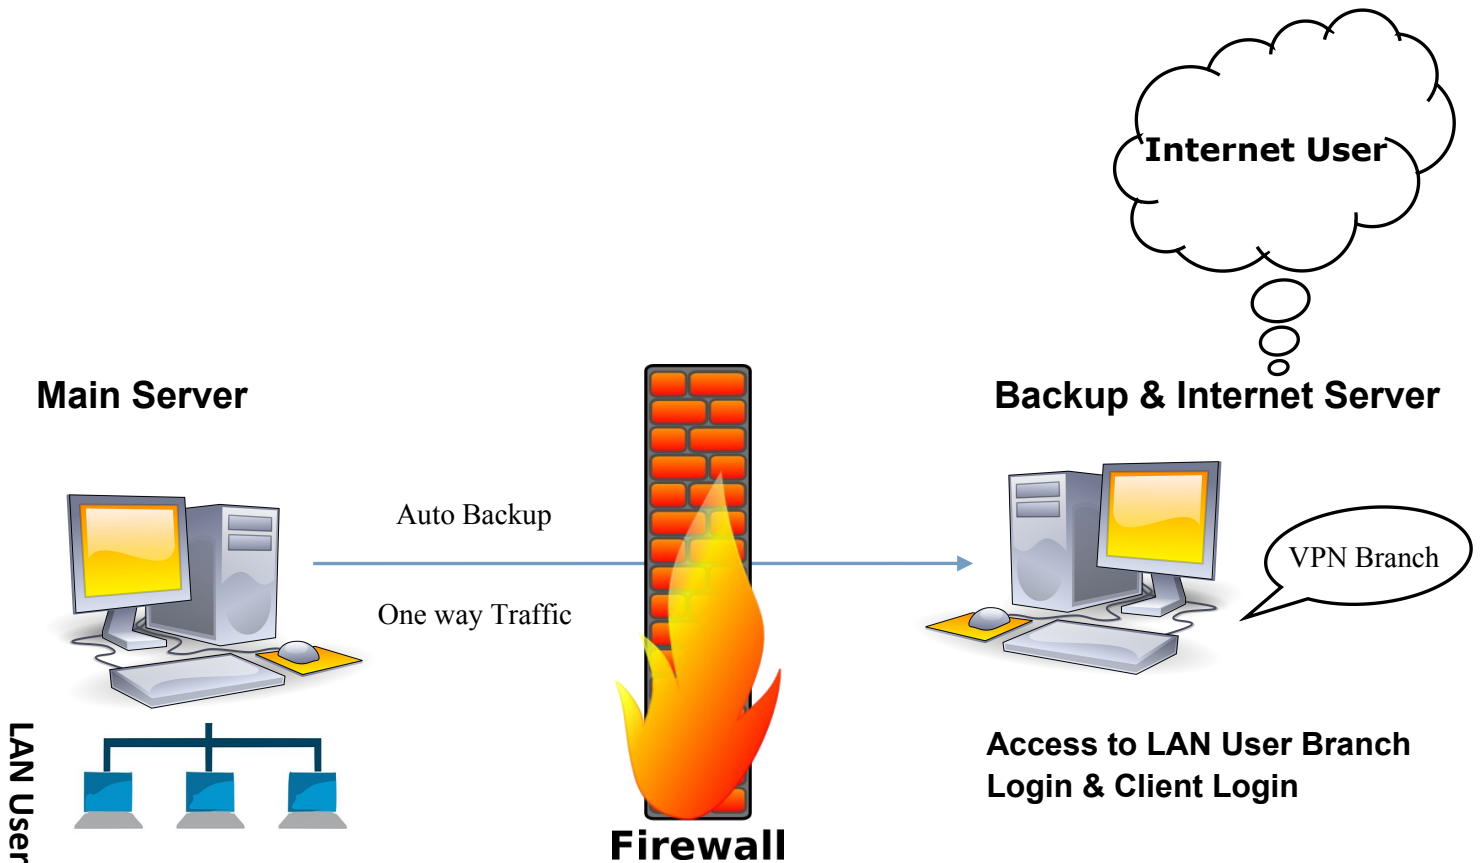 Internet User
Main Server
Backup & Internet Server
Auto Backup
VPN Branch
One way Traffic
LAN User
Access to LAN User Branch
Login & Client Login
Firewall